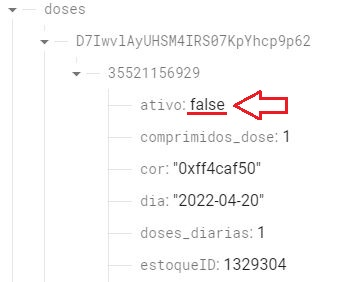 doses
D7IwvlAyUHSM4IRS07KpYhcp9p62
35521156929
ativo: false
comprimidos_dose: 1
cor: "0xff4caf50"
dia: "2022-04-20"
doses_diarias: 1
estoqueID: 1329304